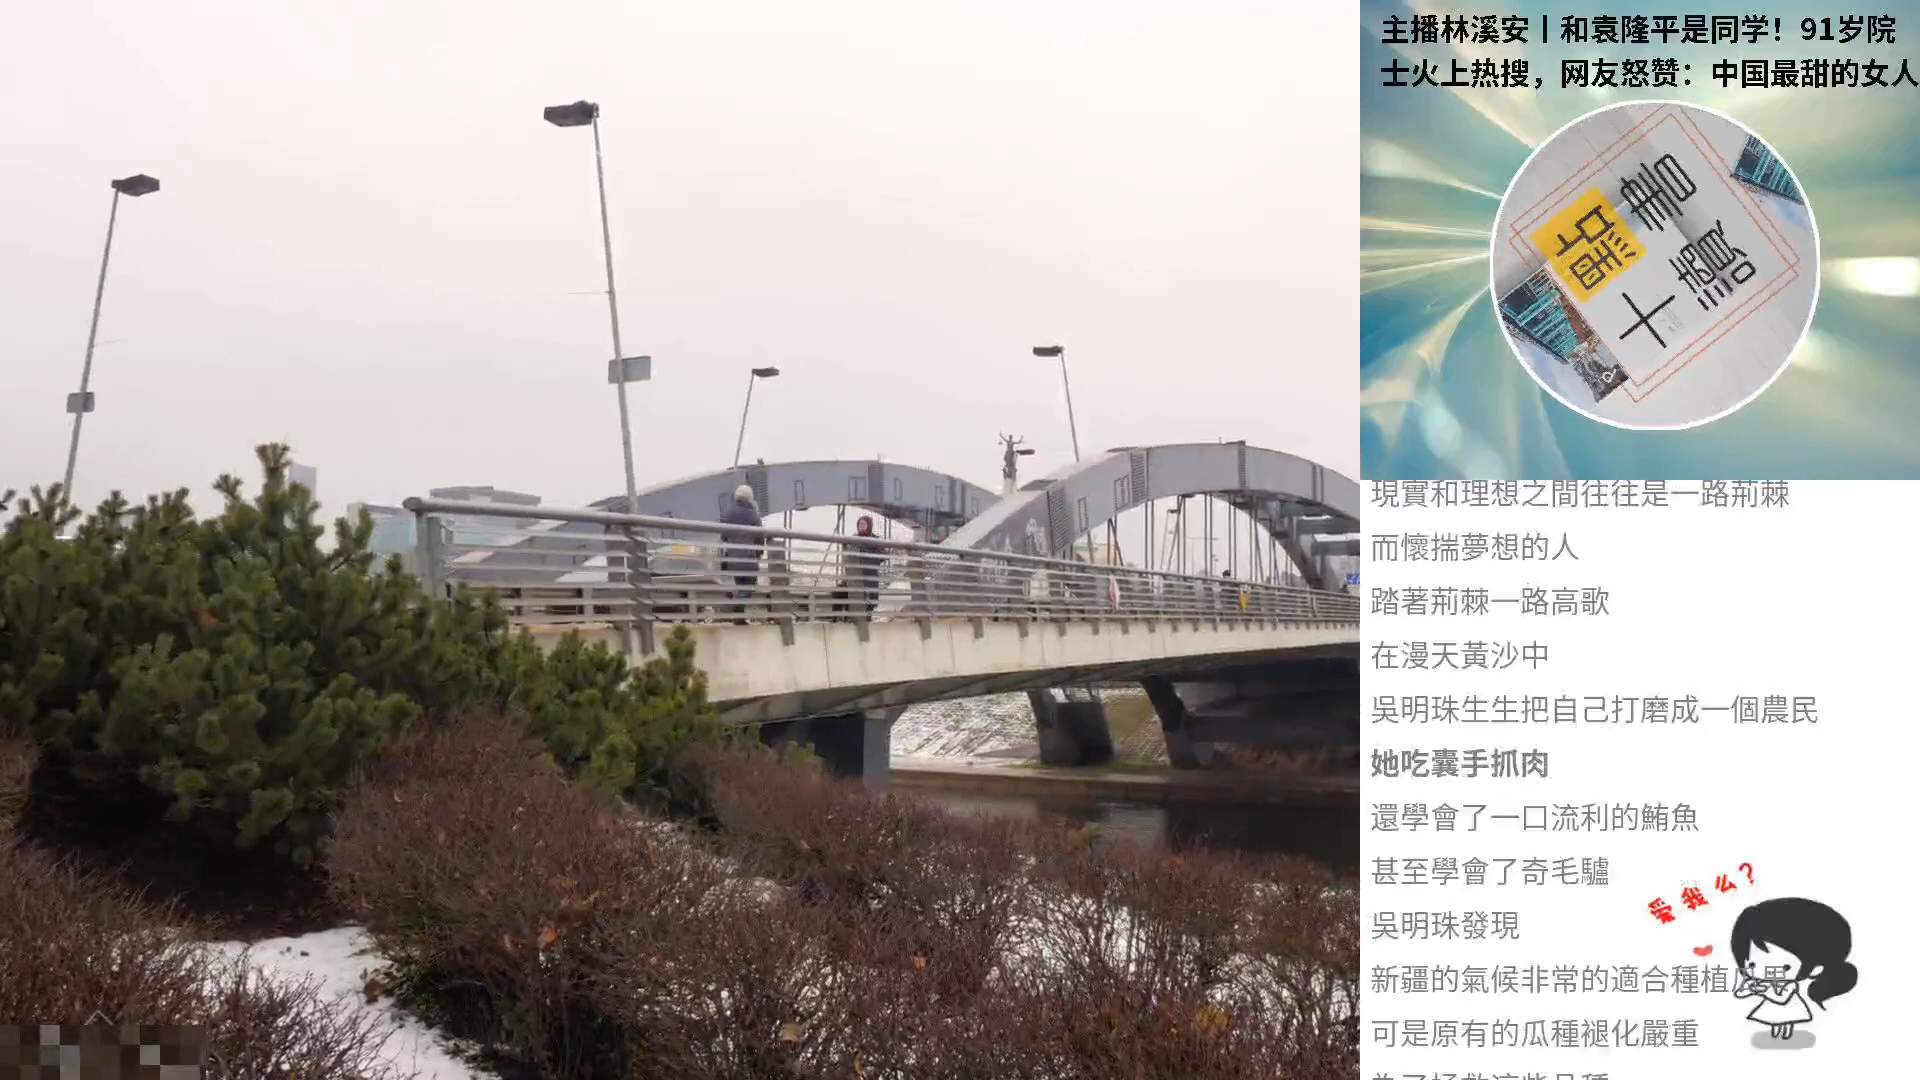 主播林溪安丨和袁隆平是同学！91岁院
士火上热搜，网友怒赞：中国最甜的女人
現實和理想之間往往是一路荊棘
而懷揣夢想的人
踏著荊棘一路高歌
在漫天黃沙中
吳明珠生生把自己打磨成一個農民
她吃囊手抓肉
還學會了一口流利的鮪魚
甚至學會了奇毛驢
爱我么？
吳明珠發現
新疆的氣候非常的適合種植瓜果
可是原有的瓜種褪化嚴重